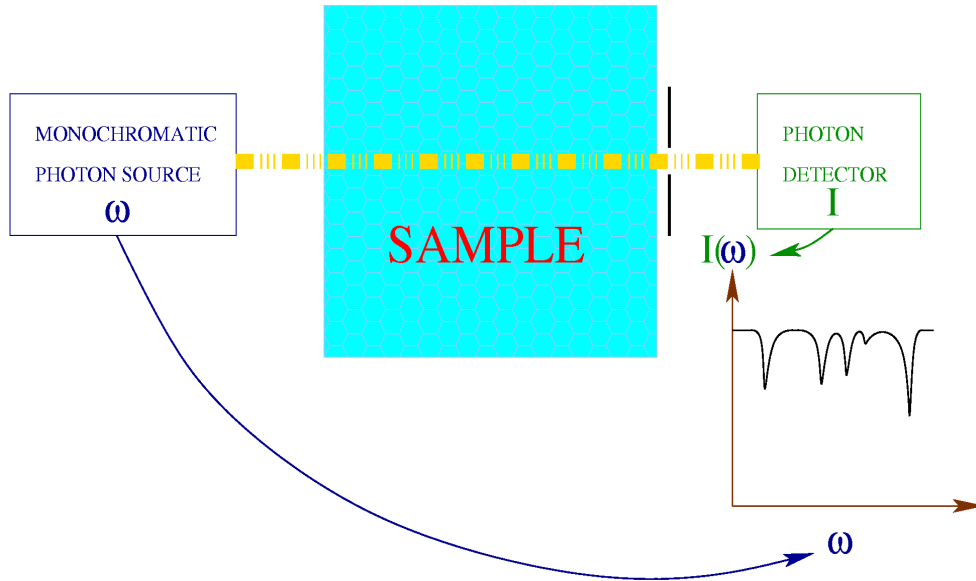 MONOCHROMATIC
PHOTON SOURCE
ω
SAMPLE
PHOTON
DETECTOR
I
I(ω)
ω